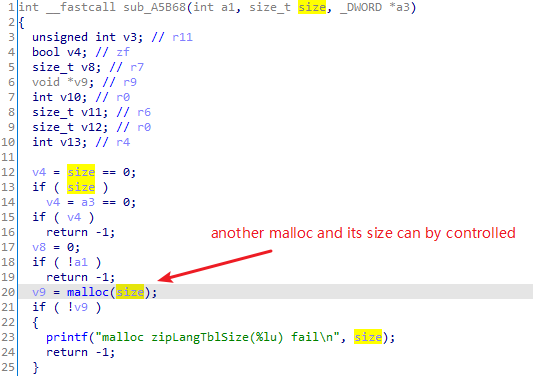 1 int __fastcall sub_A5B68(int a1, size_t size, _DWORD *a3)
2 {
3 unsigned int v3; // r11
4 bool v4; // zf
5 size_t v8; // r7
6 void *v9; // r9
7 int v10; // r0
8 size_t v11; // r6
9 size_t v12; // r0
10 int v13; // r4
11
12 v4 = size == 0;
13 if ( size )
14 v4 = a3 == 0;
15 if ( v4 )
16 return -1;
another malloc and its size can by controlled
17 v8 = 0;
18 if ( !a1 )
19 return -1;
20 v9 = malloc(size);
21 if ( !v9 )
22 {
23 printf("malloc zipLangTblSize(%lu) fail\n", size);
24 return -1;
25 }